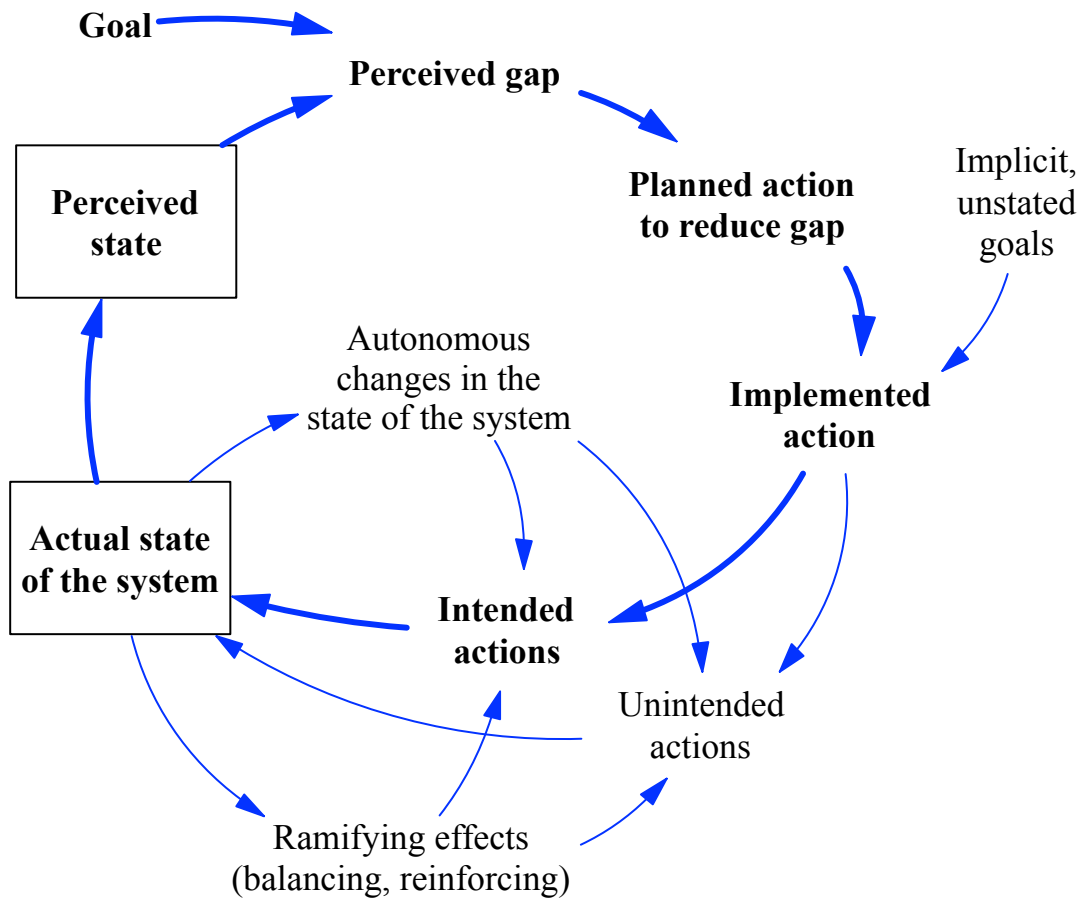 Goal
Perceived gap
Perceived
state
Planned action
to reduce gap
Implicit,
unstated
goals
Autonomous
changes in the
state of the system
Implemented
action
Actual state
of the system
Intended
actions
Unintended
actions
Ramifying effects
(balancing, reinforcing)